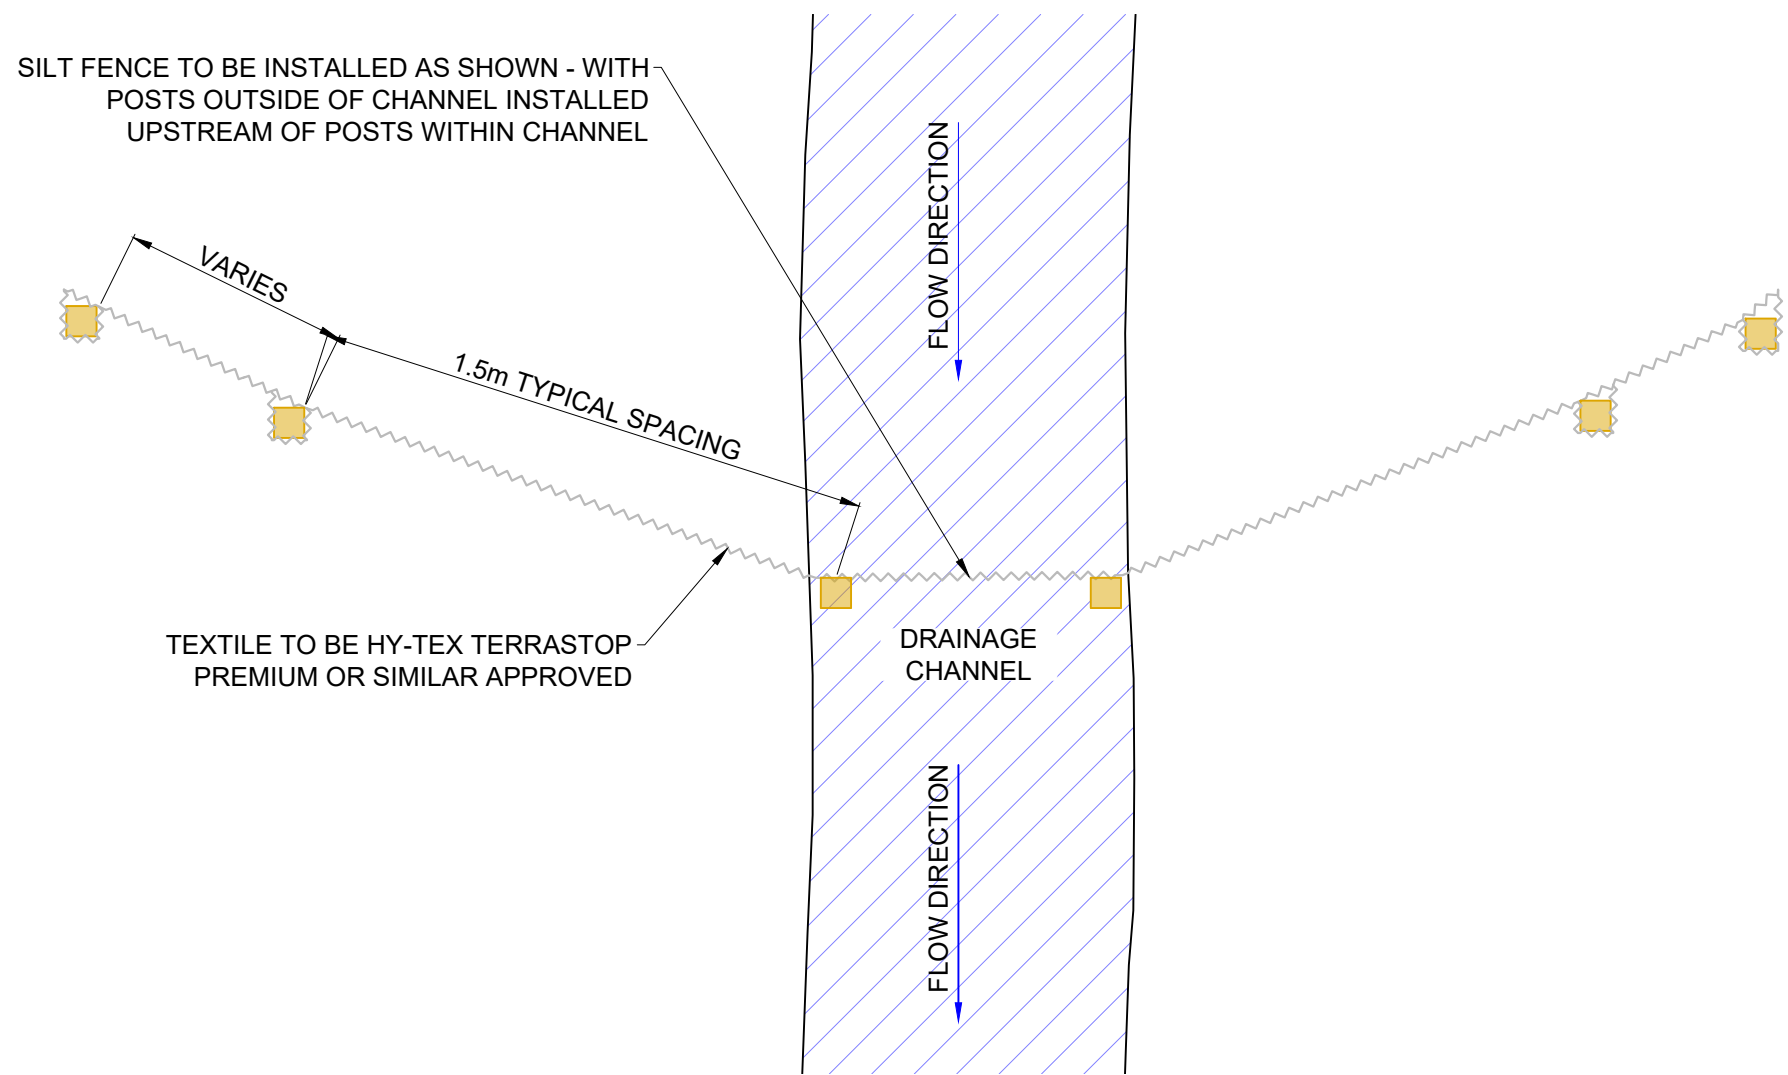 SILT FENCE TO BE INSTALLED AS SHOWN - WITH
POSTS OUTSIDE OF CHANNEL INSTALLED
UPSTREAM OF POSTS WITHIN CHANNEL
FLOW DIRECTION
VARIES
1.5m TYPICAL SPACING
TEXTILE TO BE HY-TEX TERRASTOP
PREMIUM OR SIMILAR APPROVED
DRAINAGE
CHANNEL
FLOW DIRECTION